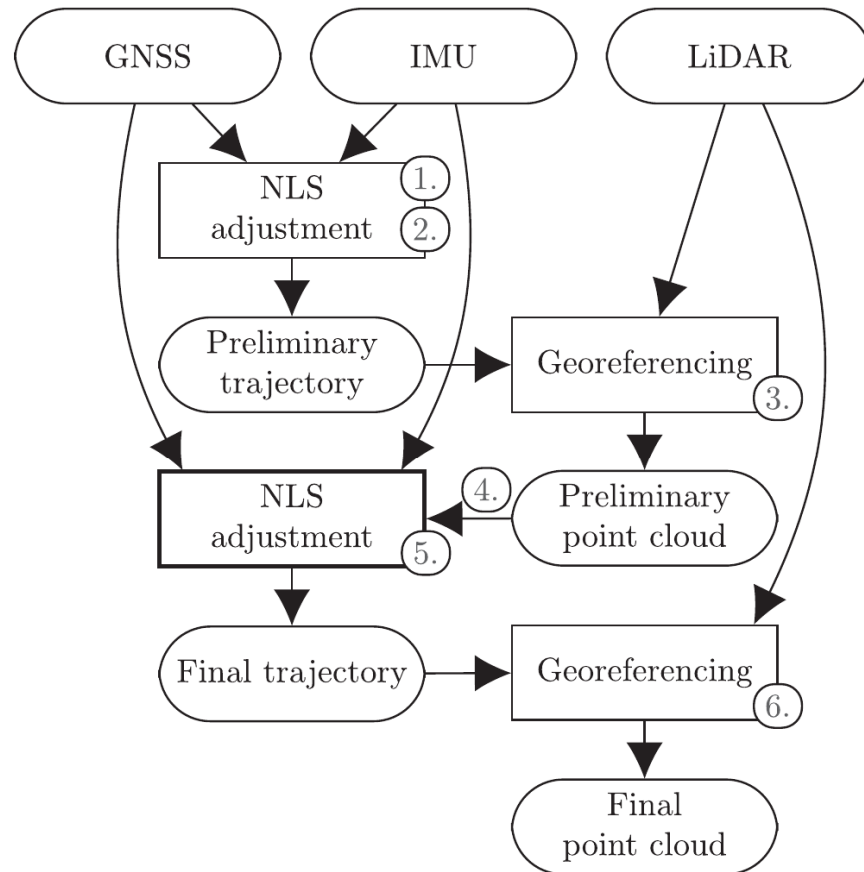 GNSS
IMU
LiDAR
NLS
adjustment
1.
2.
Preliminary
trajectory
Georeferencing
3.
NLS
adjustment
4.
5.
Preliminary
point cloud
Final trajectory
Georeferencing
6.
Final
point cloud